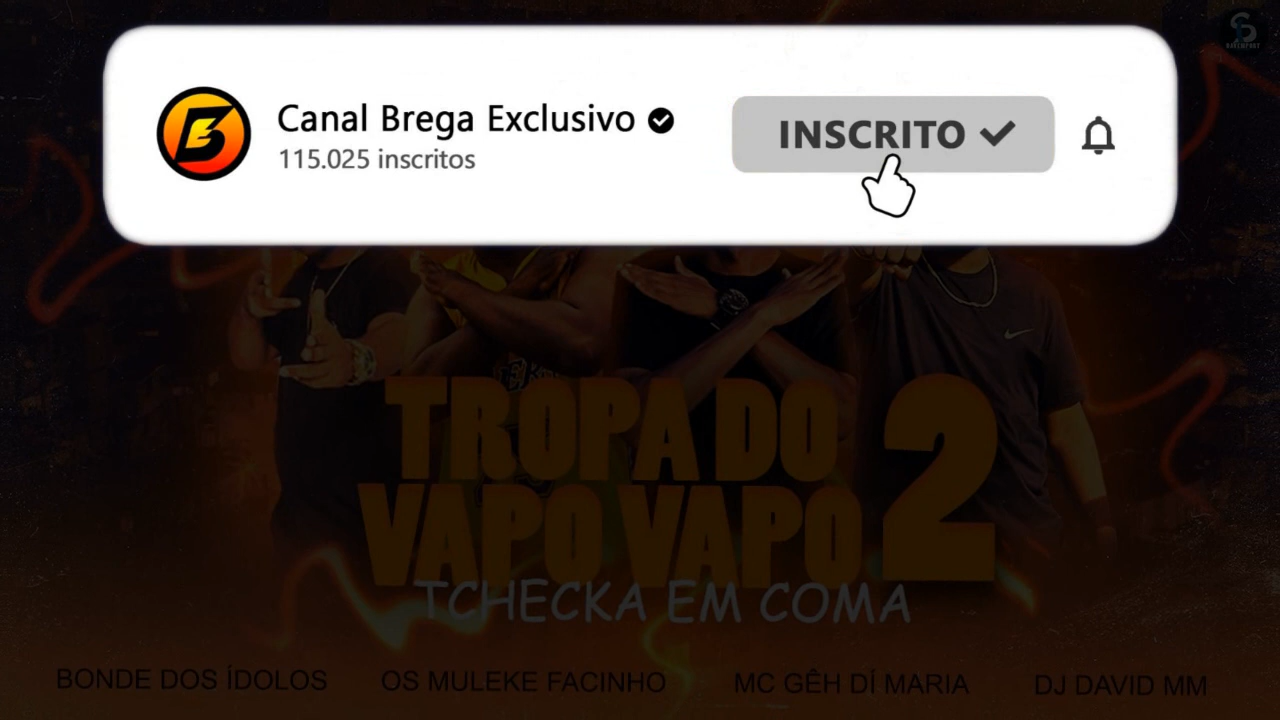 Canal Brega Exclusivo
115.025 inscritos
INSCRITO
TROPA DO
VAPO VAPO 2
TCHECKA EM COMA
BONDE DOS ÍDOLOS OS MULEKE FACINHO MC GÊH DÍ MARIA DJ DAVID MM